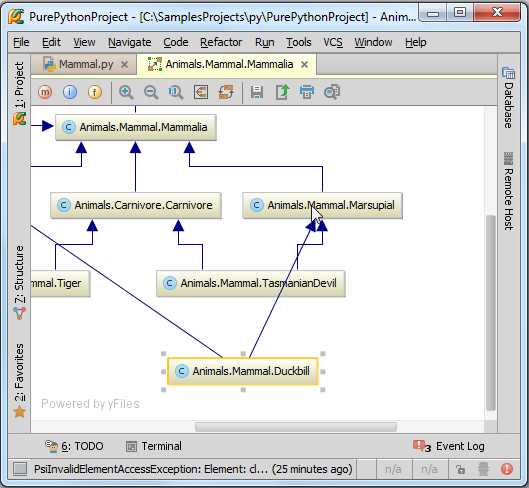 PurePythonProject - [C:\SamplesProjects\py\PurePythonProject] - Anim...
File Edit View Navigate Code Refactor Run Tools VCS Window Help
Mammal.py Animals.Mammal.Mammalia
m i f
1: Project
7: Structure
2: Favorites
Database
Remote Host
C Animals.Mammal.Mammalia
C Animals.Carnivore.Carnivore
C Animals.Mammal.Marsupial
mmal.Tiger
C Animals.Mammal.TasmanianDevil
C Animals.Mammal.Duckbill
Powered by yFiles
6: TODO Terminal 3 Event Log
PsiInvalidElementAccessException: Element: cl... (25 minutes ago) n/a n/a